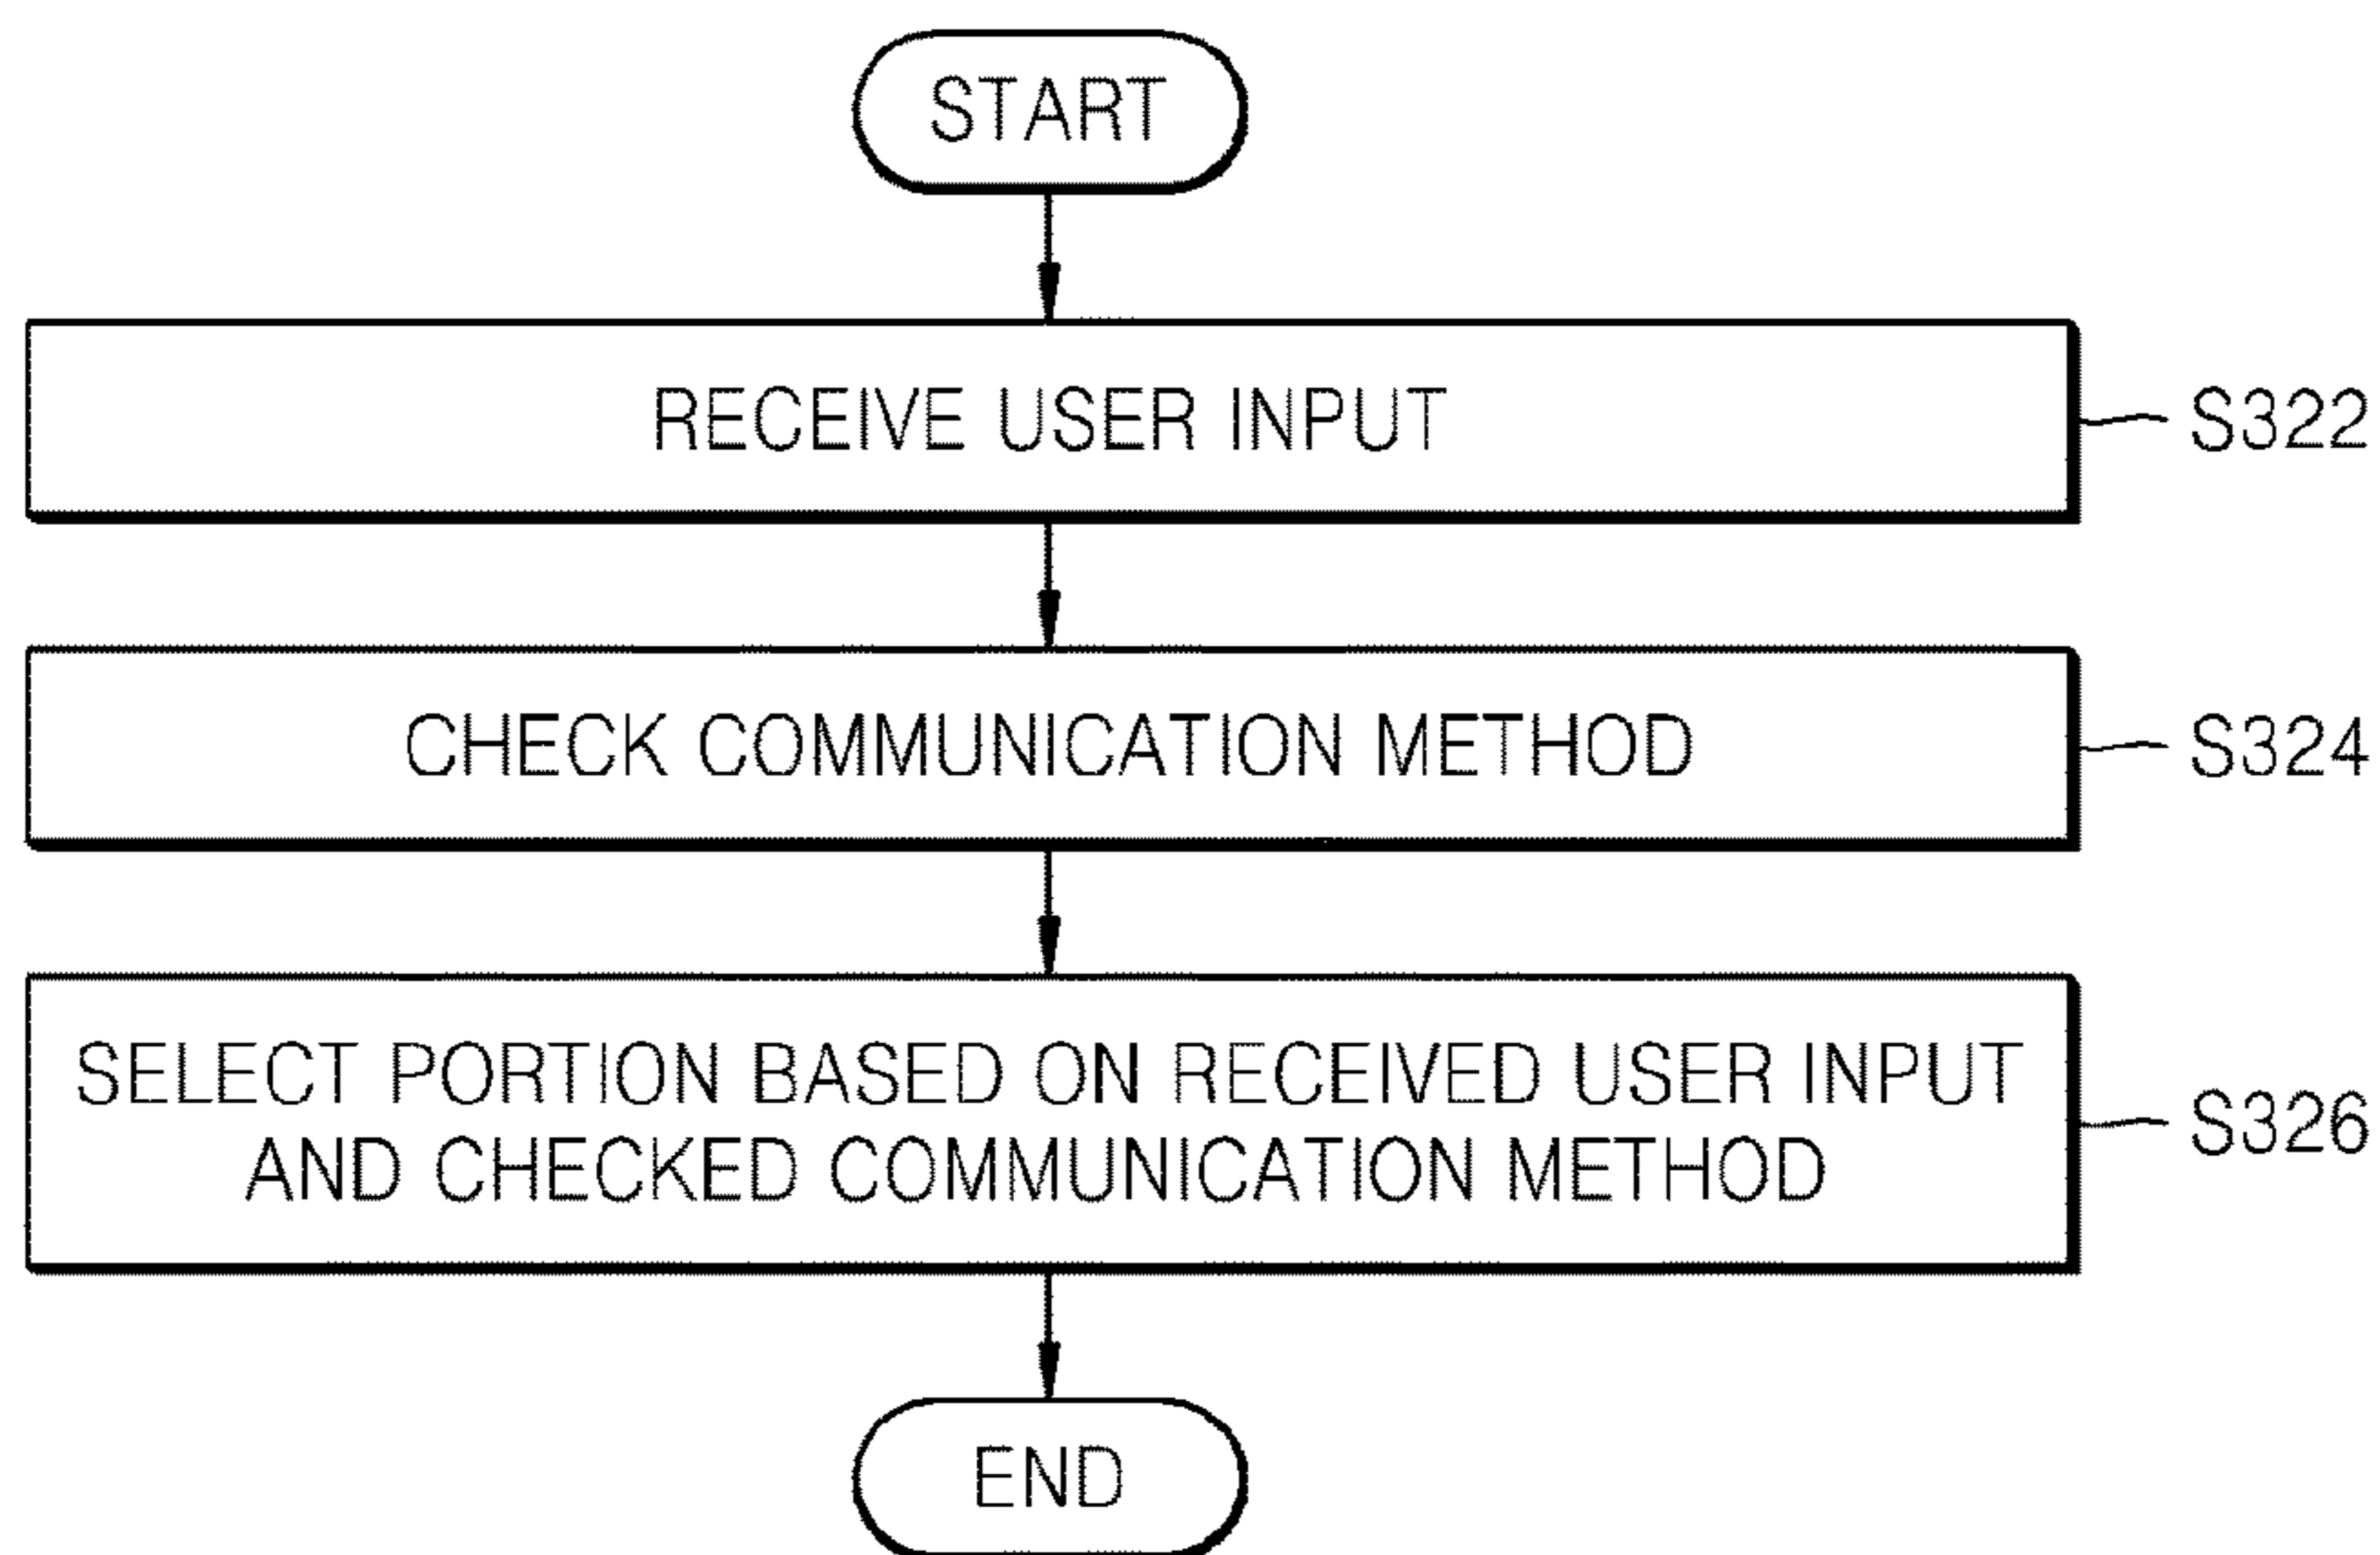 START
RECEIVE USER INPUT
S322
CHECK COMMUNICATION METHOD
S324
SELECT PORTION BASED ON RECEIVED USER INPUT
AND CHECKED COMMUNICATION METHOD
S326
END